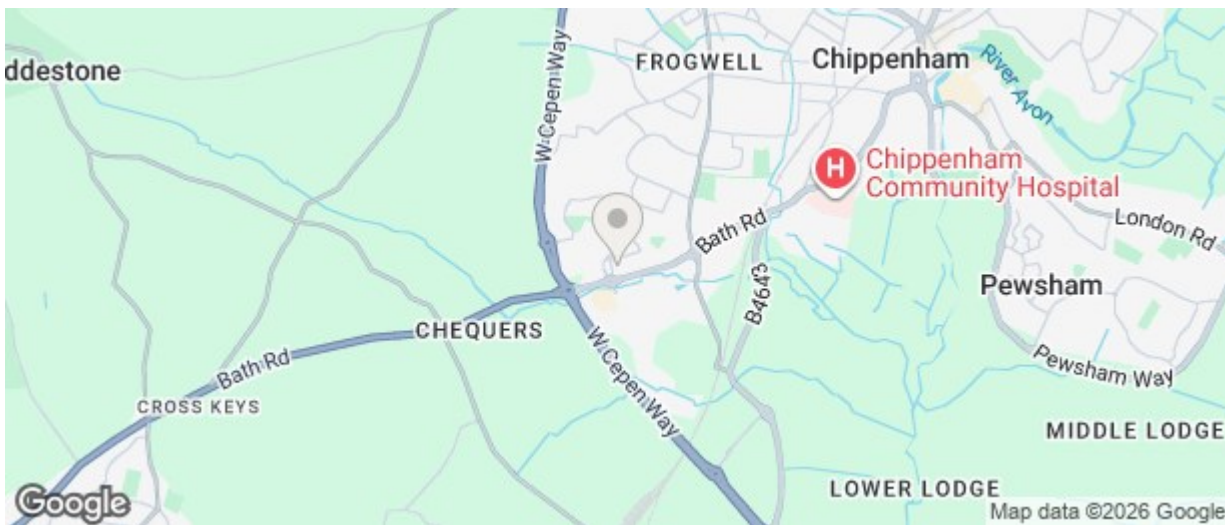 W Cepen Way
FROGWELL
Chippenham
River Avon
ddestone
H
Chippenham
Community Hospital
London Rd
Bath Rd
B4643
Pewsham
CHEQUERS
W Cepen Way
Pewsham Way
Bath Rd
CROSS KEYS
MIDDLE LODGE
LOWER LODGE
Google
Map data ©2026 Google